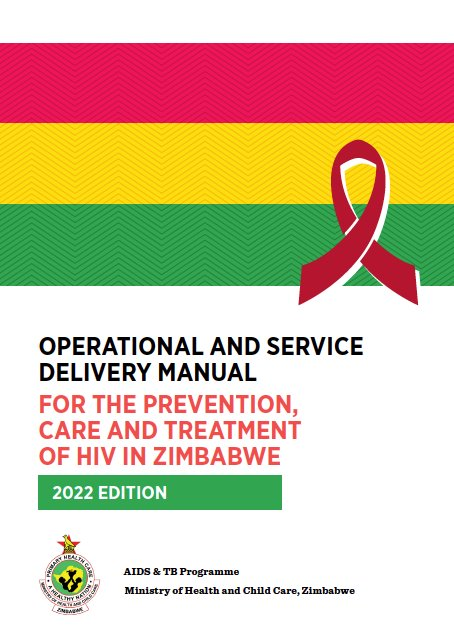 OPERATIONAL AND SERVICE
DELIVERY MANUAL
FOR THE PREVENTION,
CARE AND TREATMENT
OF HIV IN ZIMBABWE
2022 EDITION
PRIMARY HEALTH CARE
A HEALTHY NATION
MINISTRY OF HEALTH AND CHILD CARE
ZIMBABWE
AIDS & TB Programme
Ministry of Health and Child Care, Zimbabwe